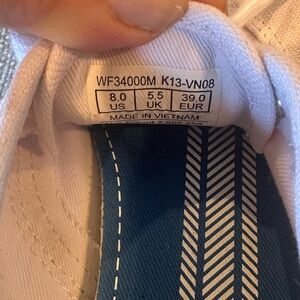 WF34000M K13-VN08
8.0 5.5 39.0
US UK EUR
MADE IN VIETNAM